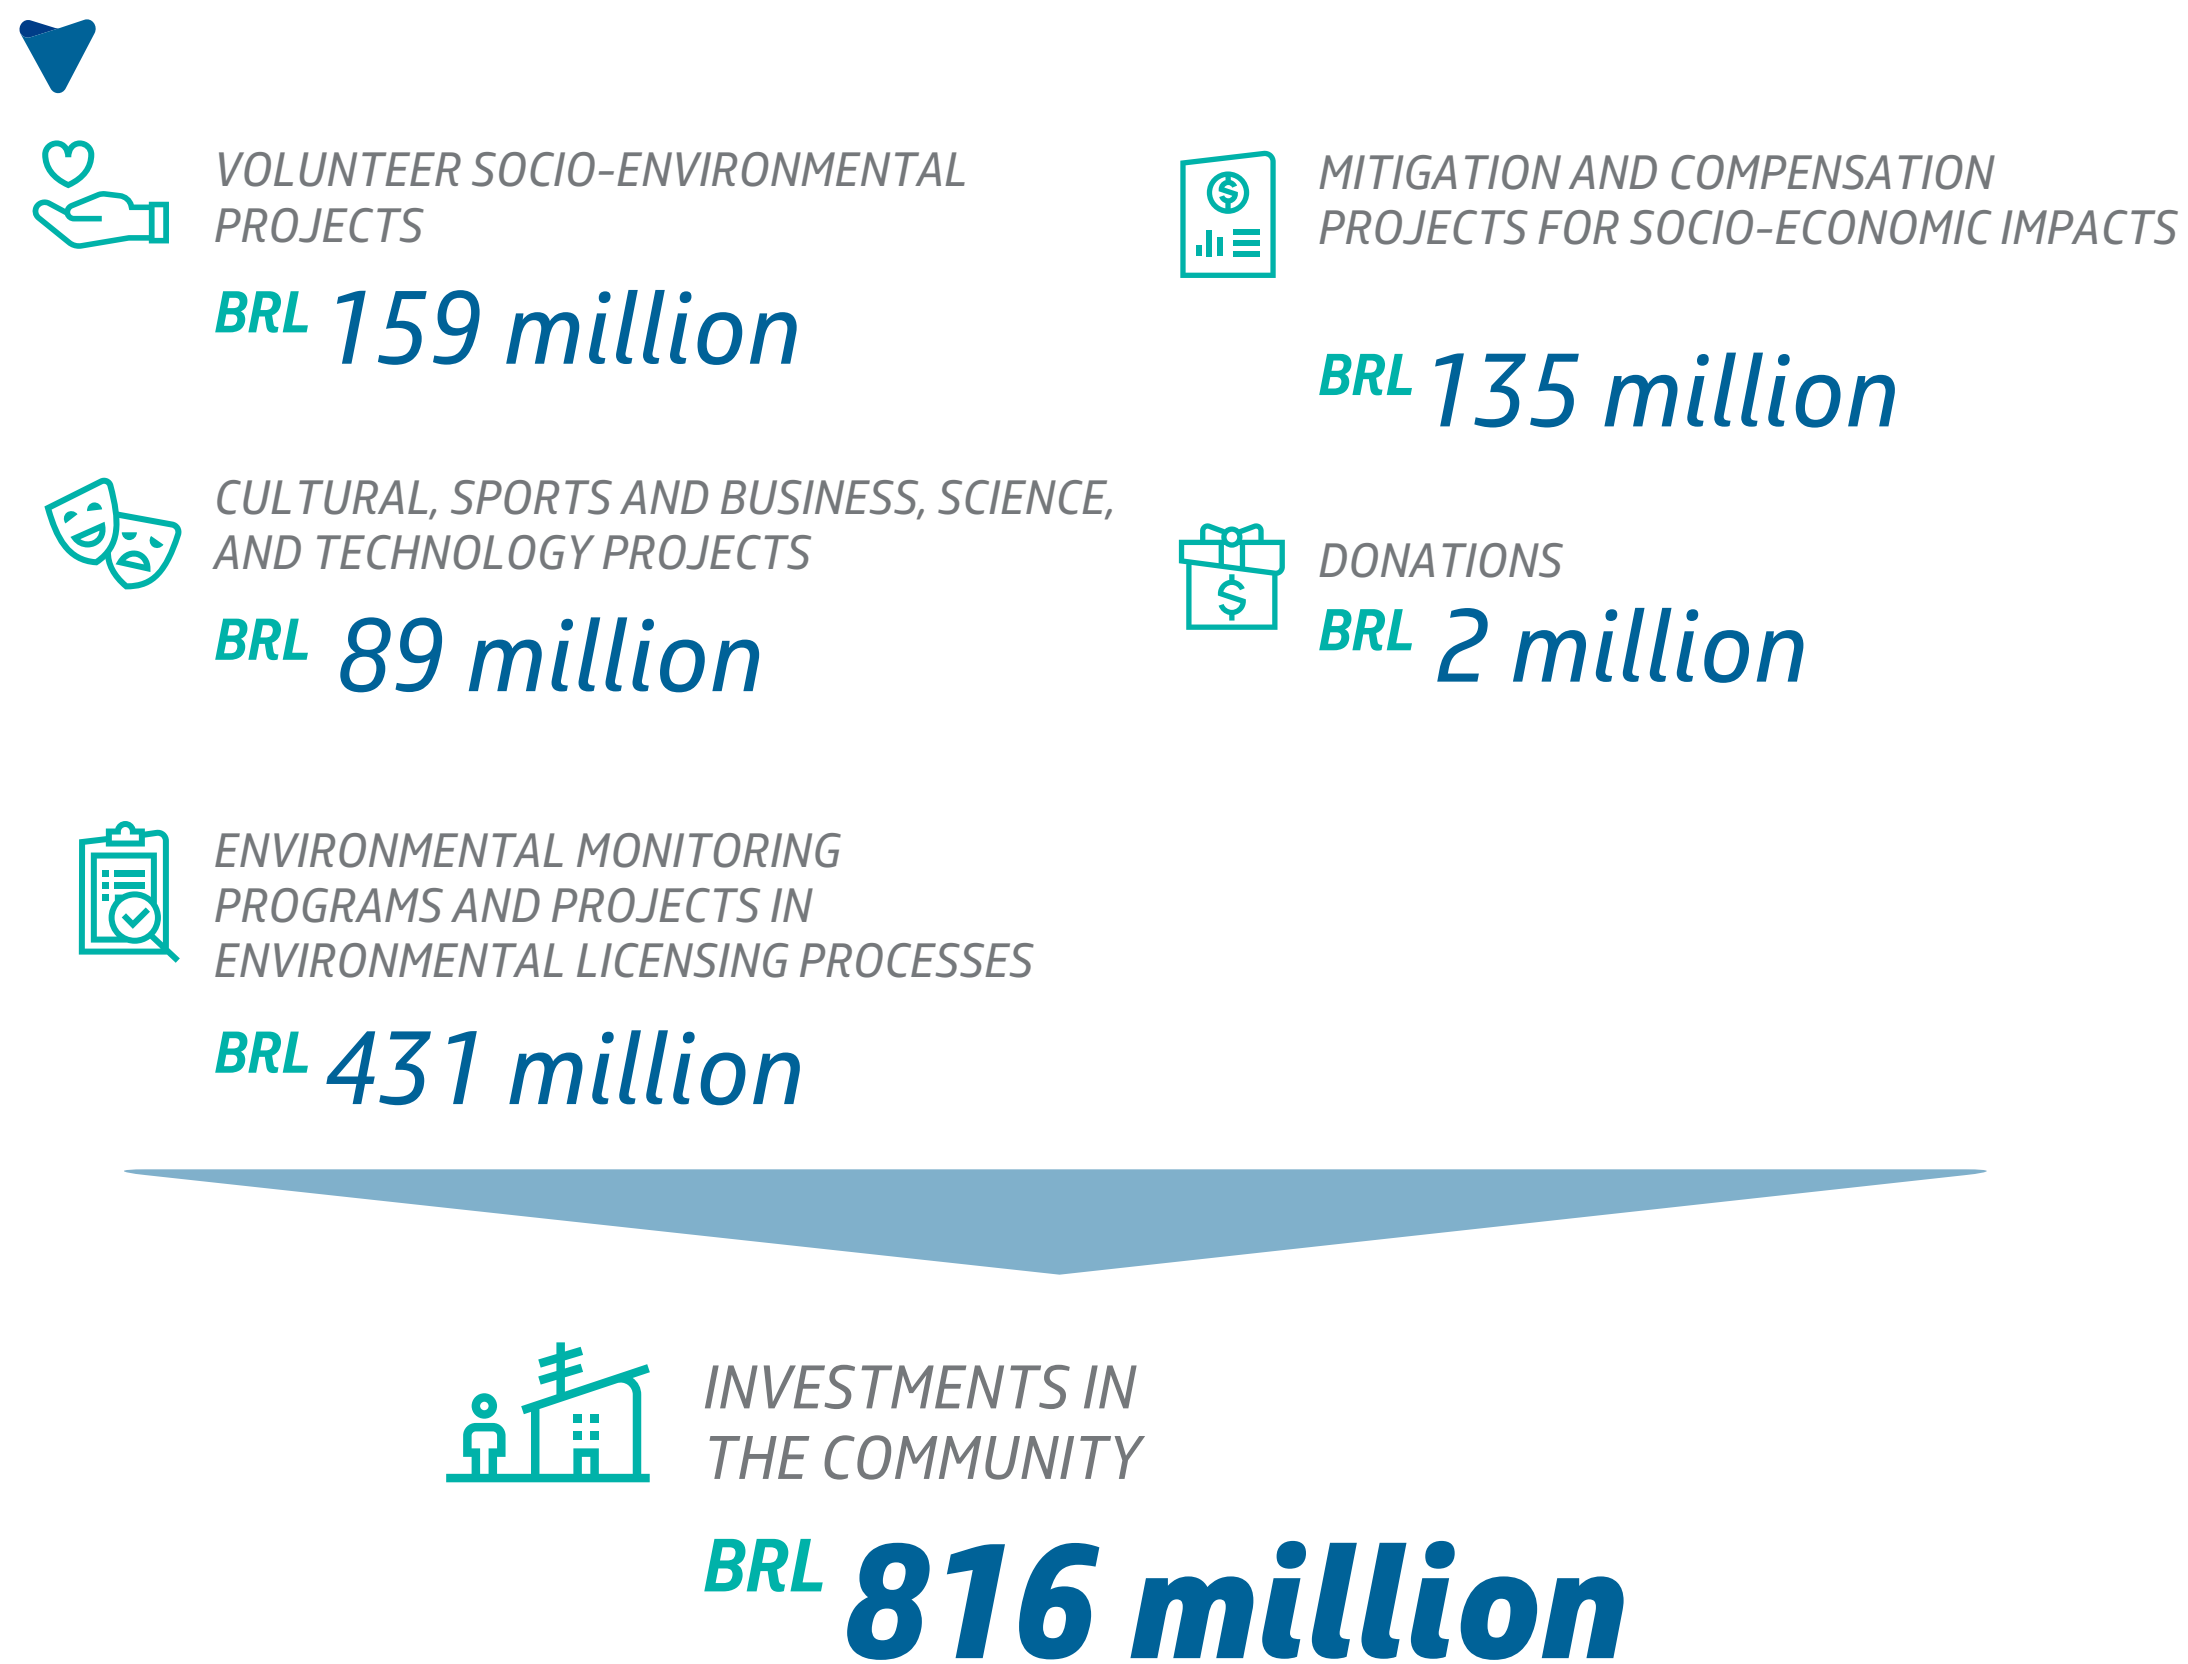 VOLUNTEER SOCIO-ENVIRONMENTAL
PROJECTS
BRL 159 million
CULTURAL, SPORTS AND BUSINESS, SCIENCE,
AND TECHNOLOGY PROJECTS
BRL 89 million
ENVIRONMENTAL MONITORING
PROGRAMS AND PROJECTS IN
ENVIRONMENTAL LICENSING PROCESSES
BRL 431 million
MITIGATION AND COMPENSATION
PROJECTS FOR SOCIO-ECONOMIC IMPACTS
BRL 135 million
DONATIONS
BRL 2 million
INVESTMENTS IN
THE COMMUNITY
BRL 816 million